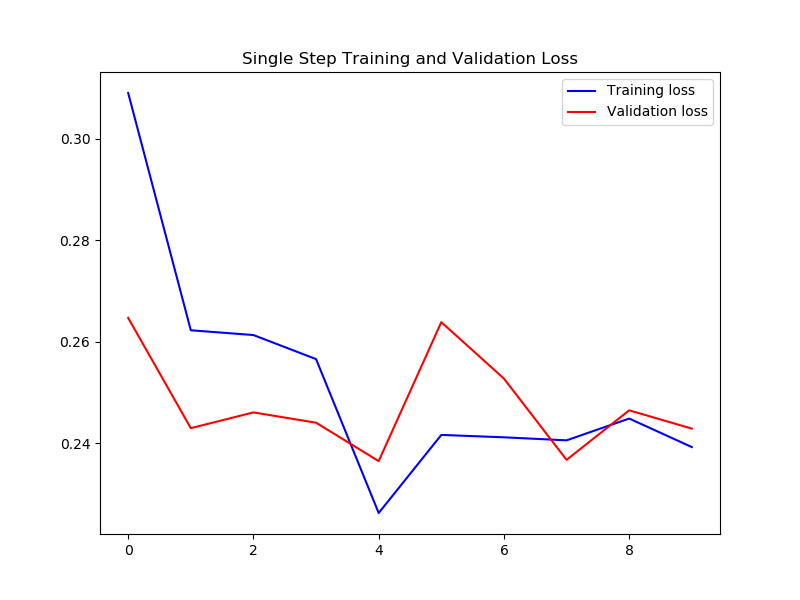 Single Step Training and Validation Loss
Training loss
Validation loss
0.30
0.28
0.26
0.24
0 2 4 6 8